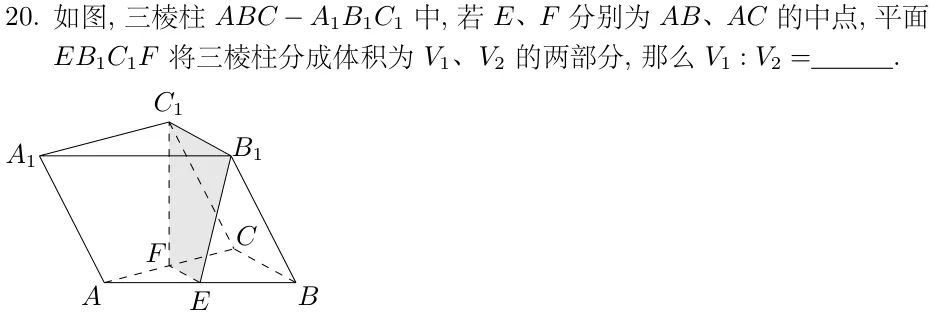 20. 如图, 三棱柱 ABC − A₁B₁C₁ 中, 若 E、F 分别为 AB、AC 的中点, 平面
EB₁C₁F 将三棱柱分成体积为 V₁、V₂ 的两部分, 那么 V₁ : V₂ =______.
C₁
A₁
B₁
F
C
A
E
B